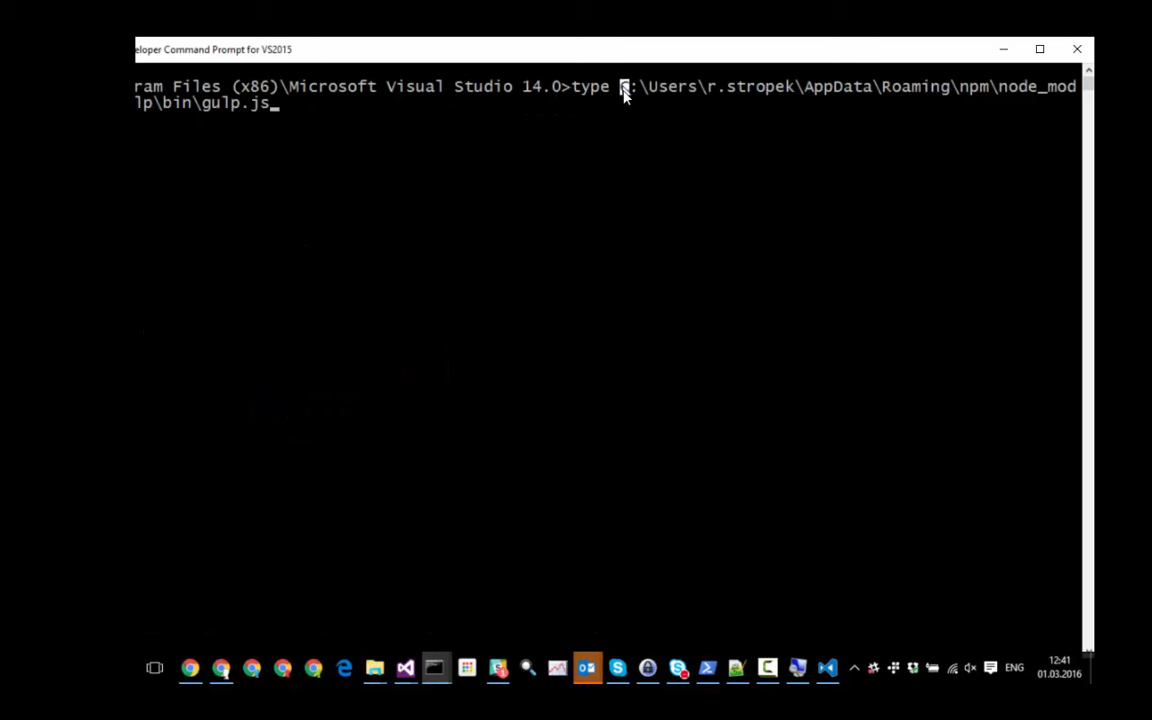 eloper Command Prompt for VS2015
ram Files (x86)\Microsoft Visual Studio 14.0>type C:\Users\r.stropek\AppData\Roaming\npm\node_mod
lp\bin\gulp.js_
ENG
12:41
01.03.2016